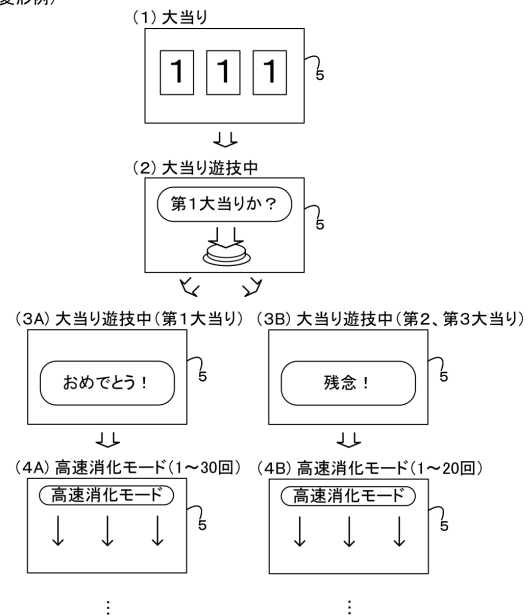 変形例)
(1)大当り
1 1 1
5
(2)大当り遊技中
第1大当りか?
5
(3A)大当り遊技中(第1大当り)
おめでとう!
5
(3B)大当り遊技中(第2、第3大当り)
残念!
5
(4A)高速消化モード(1~30回)
高速消化モード
5
(4B)高速消化モード(1~20回)
高速消化モード
5
⋮
⋮